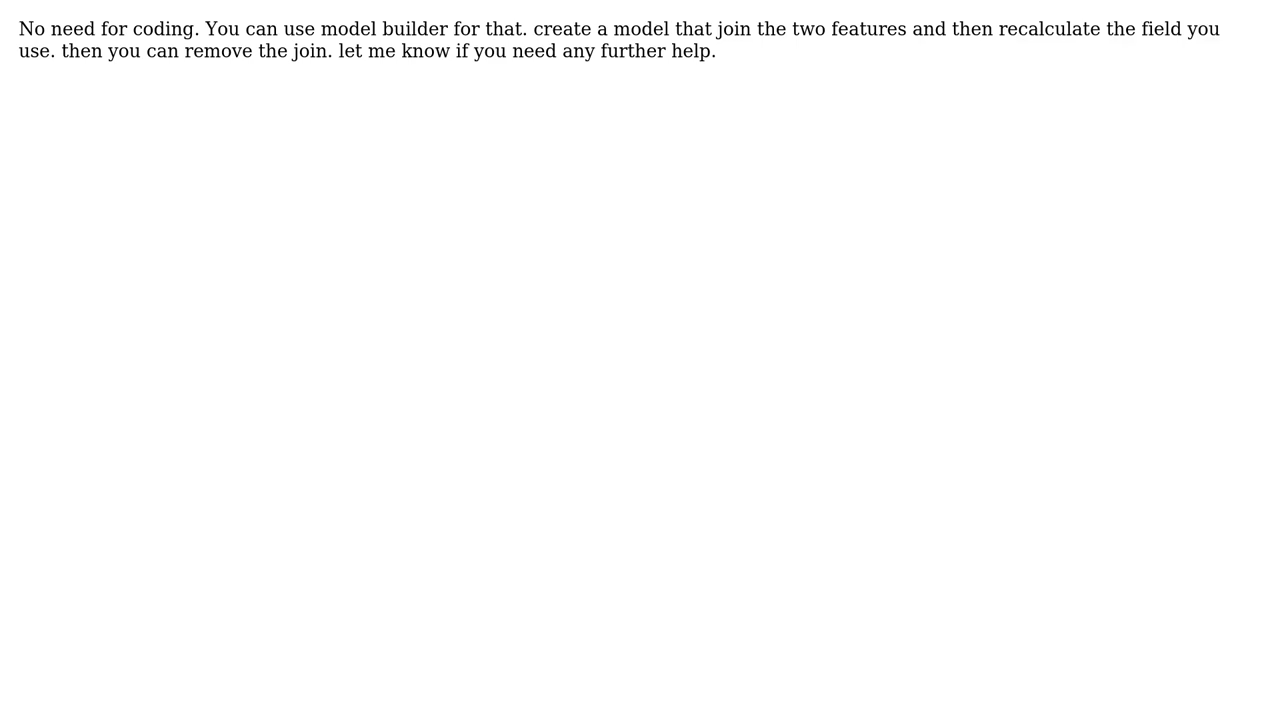 No need for coding. You can use model builder for that. create a model that join the two features and then recalculate the field you
use. then you can remove the join. let me know if you need any further help.